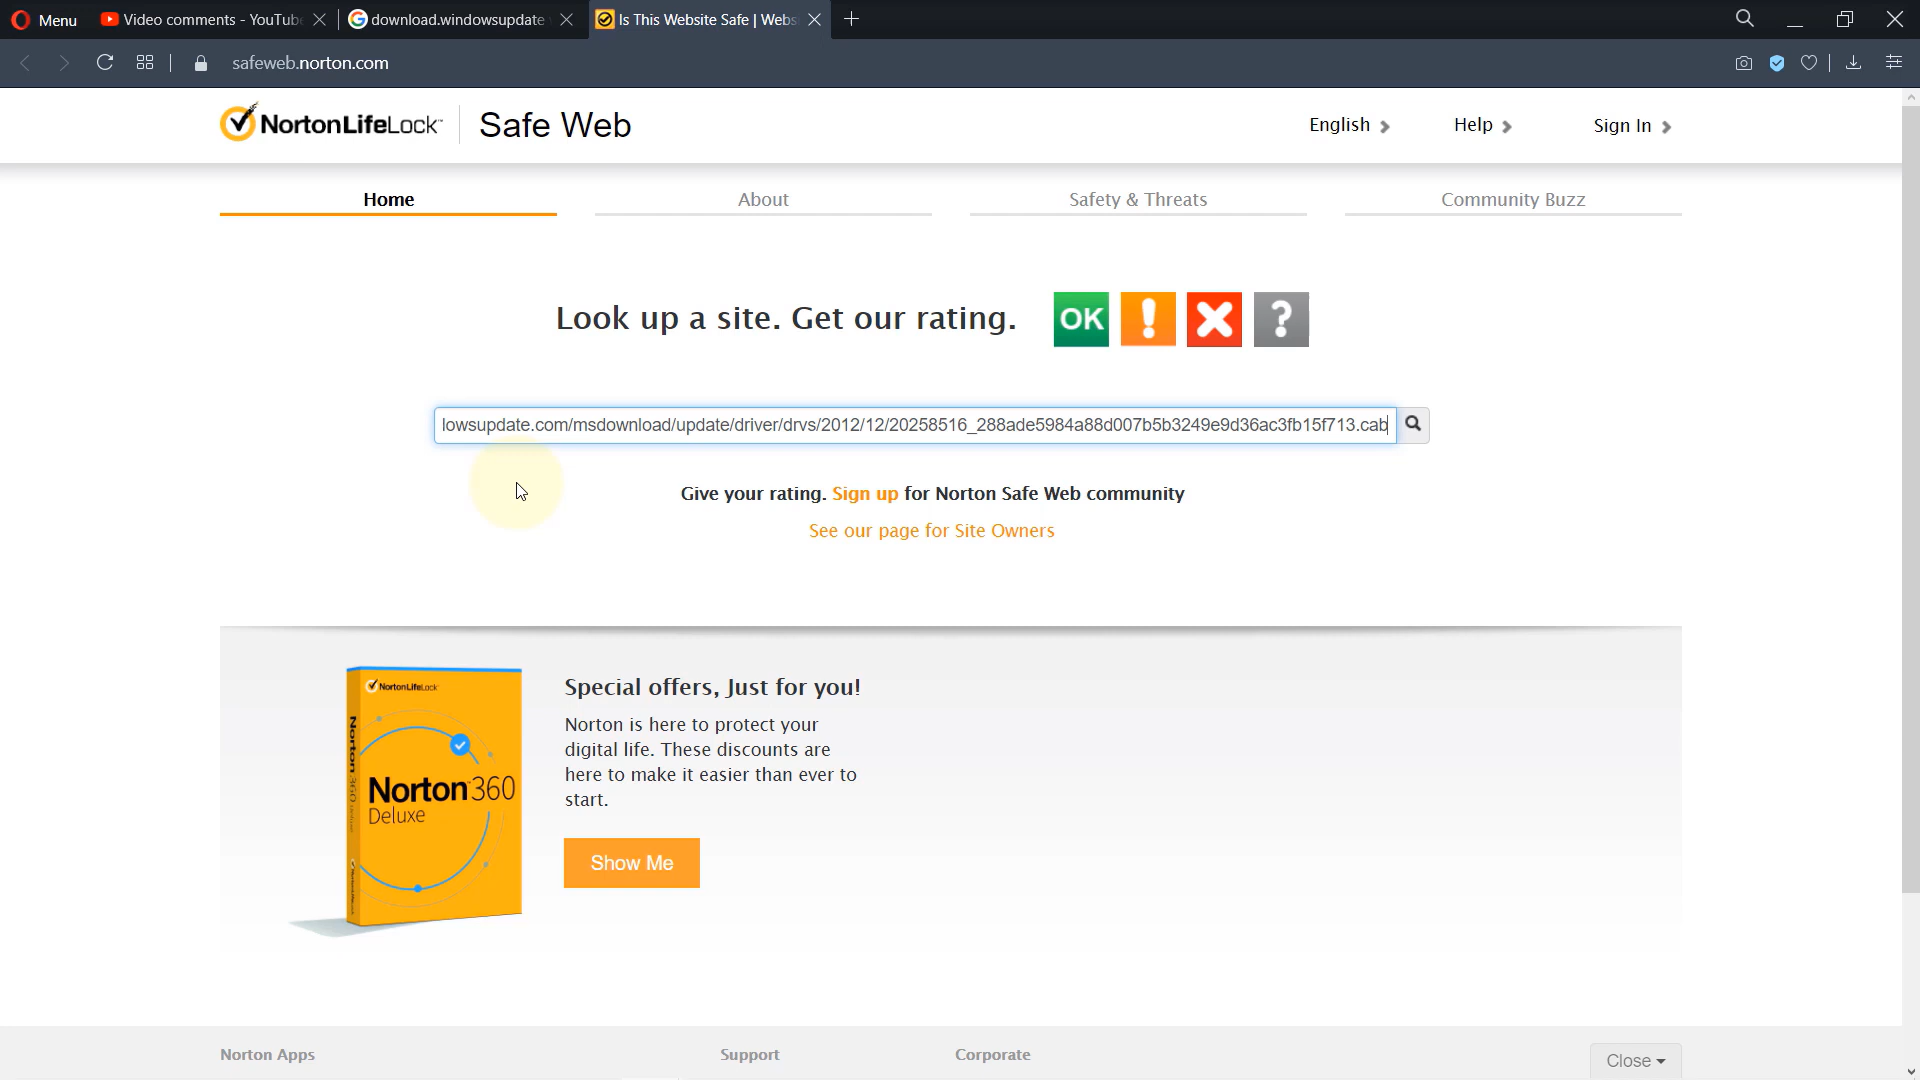 Menu
Video comments - YouTube
download.windowsupdate
Is This Website Safe | Webs
safeweb.norton.com
NortonLifeLock
Safe Web
English
Help
Sign In
Home
About
Safety & Threats
Community Buzz
Look up a site. Get our rating.
OK ! ?
lowsupdate.com/msdownload/update/driver/drvs/2012/12/20258516_288ade5984a88d007b5b3249e9d36ac3fb15f713.cab
Give your rating. Sign up for Norton Safe Web community
See our page for Site Owners
NortonLifeLock
Norton 360 Deluxe
Norton 360
Deluxe
Special offers, Just for you!
Norton is here to protect your
digital life. These discounts are
here to make it easier than ever to
start.
Show Me
Norton Apps
Support
Corporate
Close